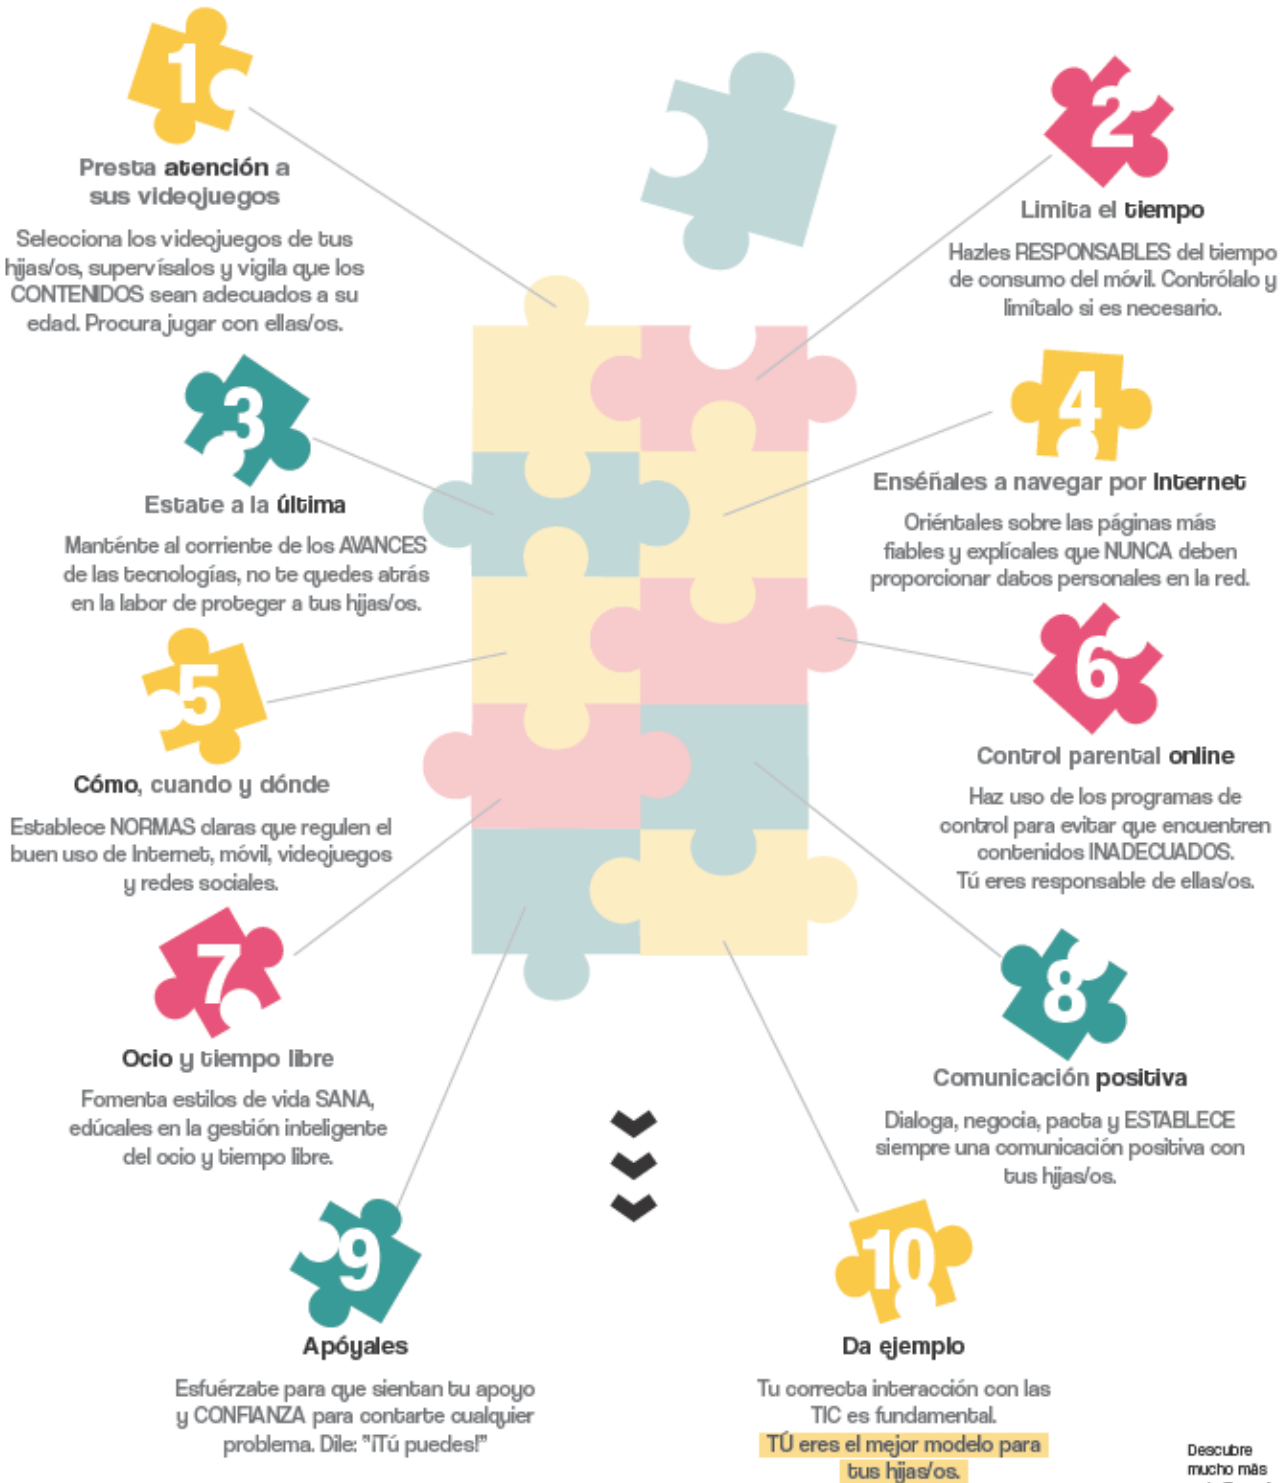 1
Presta atención a
sus videojuegos
Selecciona los videojuegos de tus
hijas/os, supervísalos y vigila que los
CONTENIDOS sean adecuados a su
edad. Procura jugar con ellas/os.
2
Limita el tiempo
Hazles RESPONSABLES del tiempo
de consumo del móvil. Contrólalo y
limítalo si es necesario.
3
Estate a la última
Manténte al corriente de los AVANCES
de las tecnologías, no te quedes atrás
en la labor de proteger a tus hijas/os.
4
Enséñales a navegar por Internet
Oriéntales sobre las páginas más
fiables y explícales que NUNCA deben
proporcionar datos personales en la red.
5
Cómo, cuando y dónde
Establece NORMAS claras que regulen el
buen uso de Internet, móvil, videojuegos
y redes sociales.
6
Control parental online
Haz uso de los programas de
control para evitar que encuentren
contenidos INADECUADOS.
Tú eres responsable de ellas/os.
7
Ocio y tiempo libre
Fomenta estilos de vida SANA,
edúcales en la gestión inteligente
del ocio y tiempo libre.
8
Comunicación positiva
Dialoga, negocia, pacta y ESTABLECE
siempre una comunicación positiva con
tus hijas/os.
9
Apóyales
Esfuérzate para que sientan tu apoyo
y CONFIANZA para contarte cualquier
problema. Dile: "¡Tú puedes!"
10
Da ejemplo
Tu correcta interacción con las
TIC es fundamental.
TÚ eres el mejor modelo para
tus hijas/os.
Descubre
mucho más